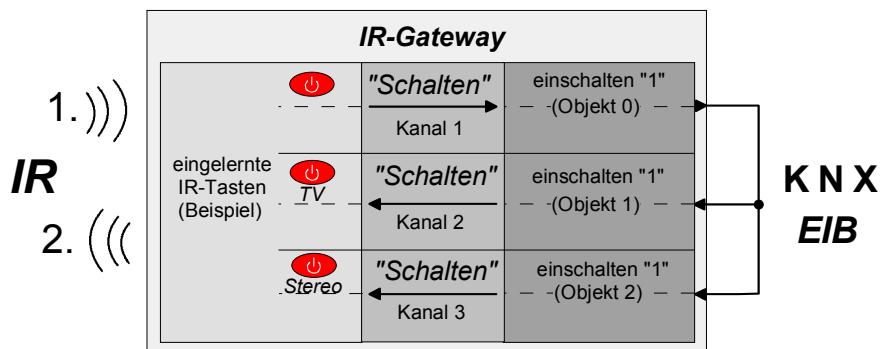 IR-Gateway
1.
IR
2.
eingelernte
IR-Tasten
(Beispiel)
"Schalten"
Kanal 1
einschalten "1"
(Objekt 0)
TV
"Schalten"
Kanal 2
einschalten "1"
(Objekt 1)
Stereo
"Schalten"
Kanal 3
einschalten "1"
(Objekt 2)
KNX
EIB